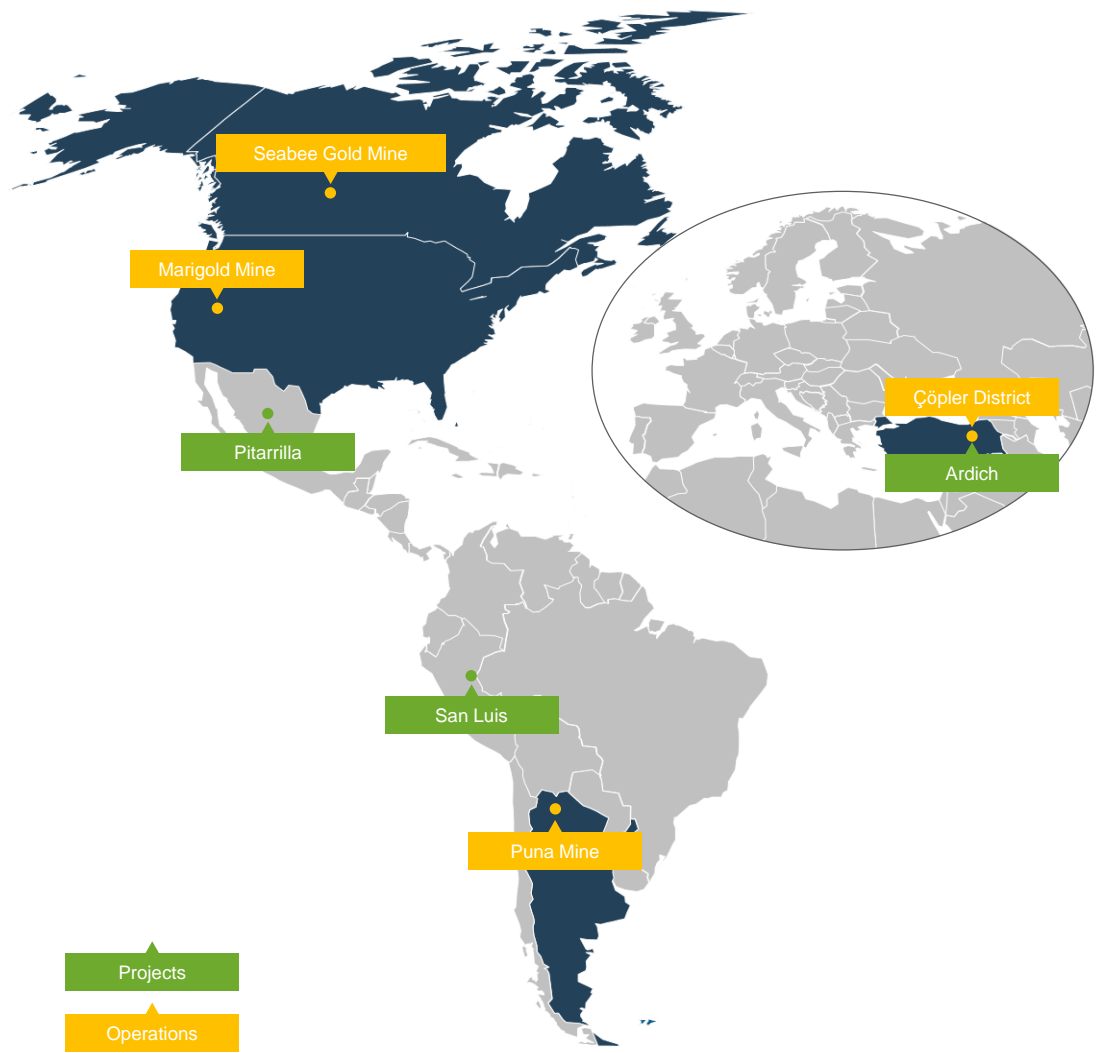 Seabee Gold Mine
Marigold Mine
Çöpler District
Pitarrilla
Ardich
San Luis
Puna Mine
Projects
Operations